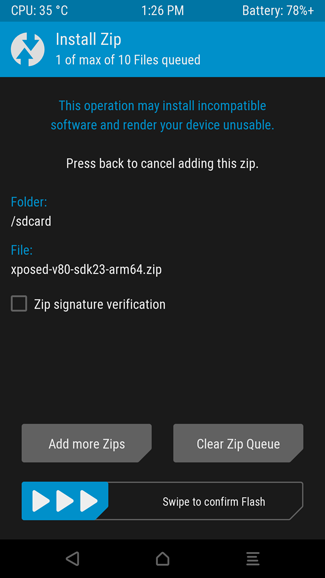 CPU: 35 °C 1:26 PM Battery: 78%+
Install Zip
1 of max of 10 Files queued
This operation may install incompatible
software and render your device unusable.
Press back to cancel adding this zip.
Folder:
/sdcard
File:
xposed-v80-sdk23-arm64.zip
Zip signature verification
Add more Zips Clear Zip Queue
Swipe to confirm Flash